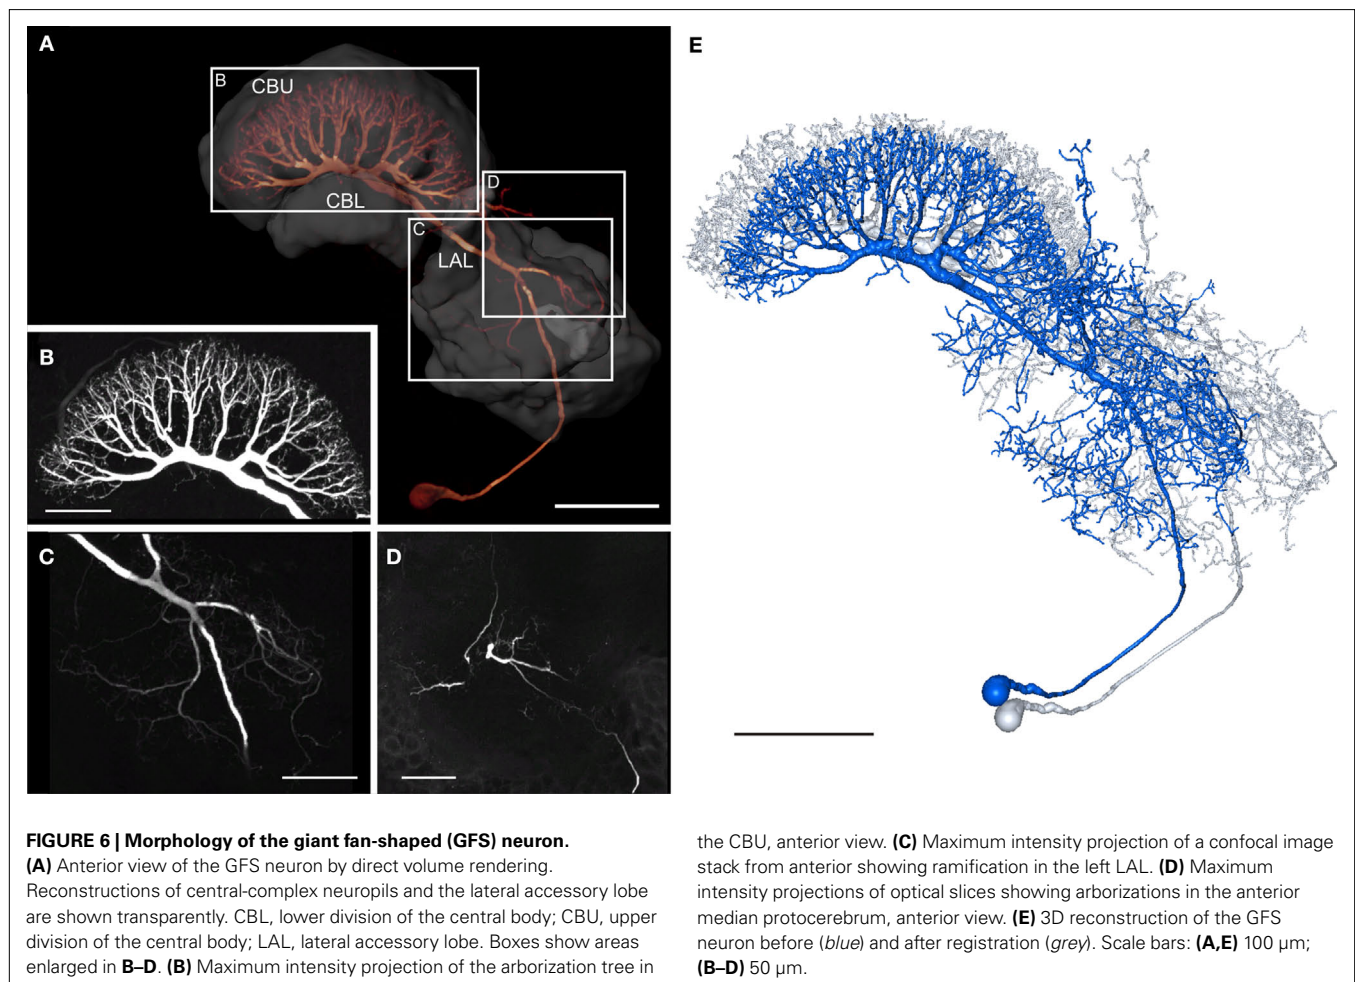 A
B
CBU
CBL
D
C
LAL
B
C
D
E
FIGURE 6 | Morphology of the giant fan-shaped (GFS) neuron.
(A) Anterior view of the GFS neuron by direct volume rendering.
Reconstructions of central-complex neuropils and the lateral accessory lobe
are shown transparently. CBL, lower division of the central body; CBU, upper
division of the central body; LAL, lateral accessory lobe. Boxes show areas
enlarged in B–D. (B) Maximum intensity projection of the arborization tree in
the CBU, anterior view. (C) Maximum intensity projection of a confocal image
stack from anterior showing ramification in the left LAL. (D) Maximum
intensity projections of optical slices showing arborizations in the anterior
median protocerebrum, anterior view. (E) 3D reconstruction of the GFS
neuron before (blue) and after registration (grey). Scale bars: (A,E) 100 μm;
(B–D) 50 μm.